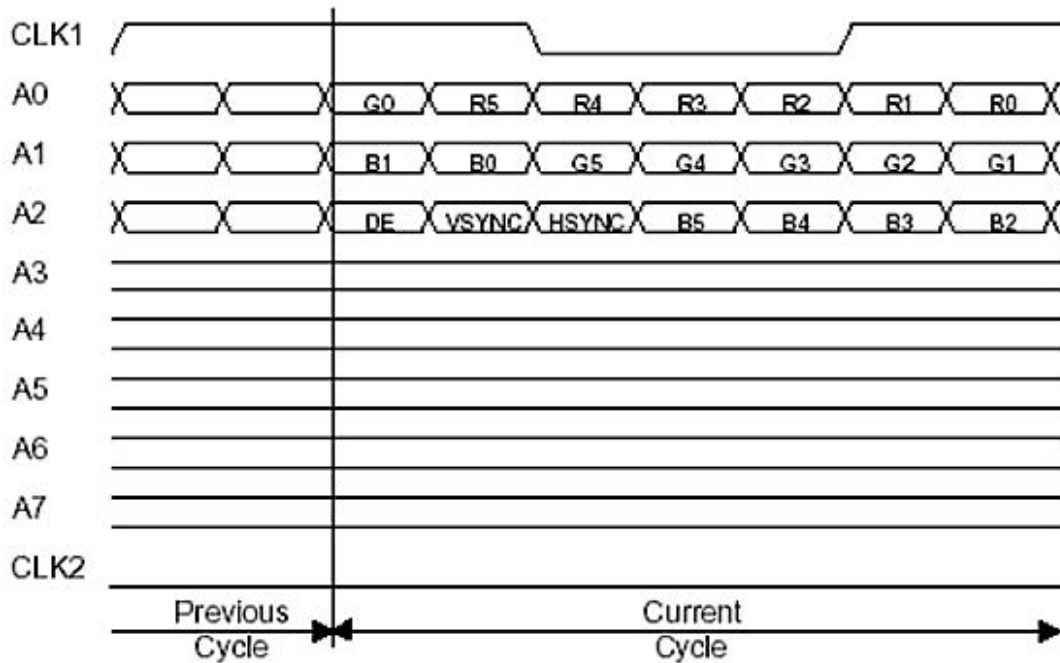 CLK1
A0 G0 R5 R4 R3 R2 R1 R0
A1 B1 B0 G5 G4 G3 G2 G1
A2 DE VSYNC HSYNC B5 B4 B3 B2
A3
A4
A5
A6
A7
CLK2
Previous Current
Cycle Cycle